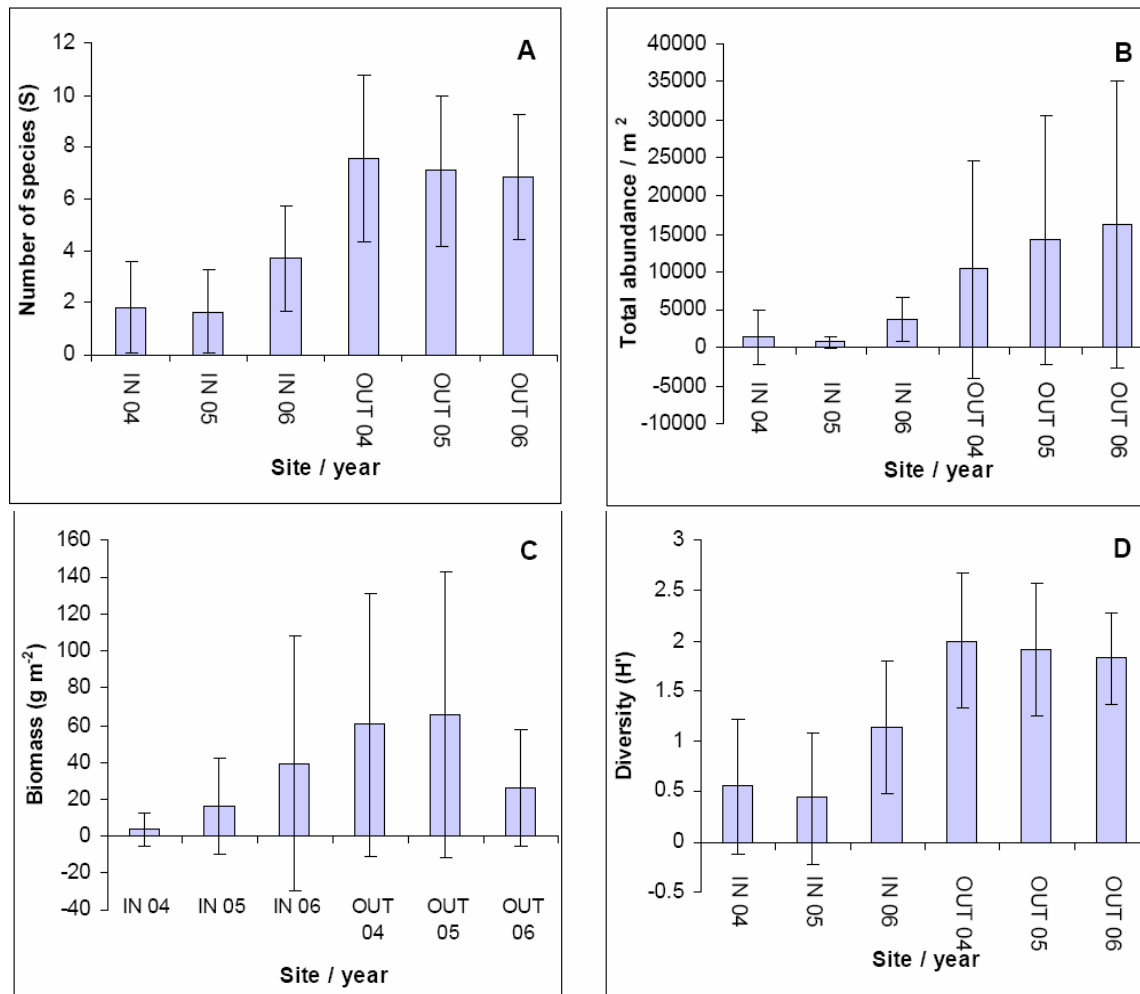 A
Number of species (S)
12
10
8
6
4
2
0
IN 04
IN 05
IN 06
OUT 04
OUT 05
OUT 06
Site / year
B
Total abundance / m ²
40000
35000
30000
25000
20000
15000
10000
5000
0
-5000
-10000
IN 04
IN 05
IN 06
OUT 04
OUT 05
OUT 06
Site / year
C
Biomass (g m⁻²)
160
140
120
100
80
60
40
20
0
-20
-40
IN 04
IN 05
IN 06
OUT
04
OUT
05
OUT
06
Site / year
D
Diversity (H')
3
2.5
2
1.5
1
0.5
0
-0.5
IN 04
IN 05
IN 06
OUT 04
OUT 05
OUT 06
Site / year